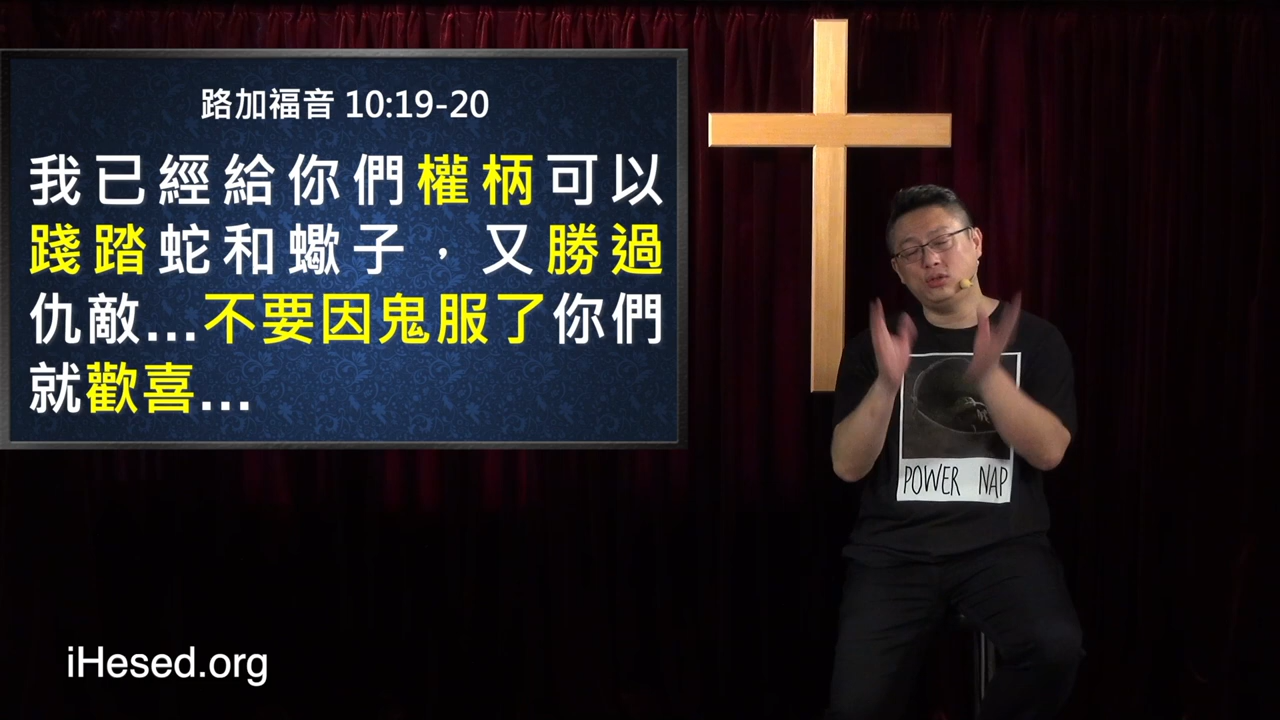 路加福音 10:19-20
我已經給你們權柄可以
踐踏蛇和蠍子，又勝過
仇敵...不要因鬼服了你們
就歡喜...
POWER NAP
iHesed.org